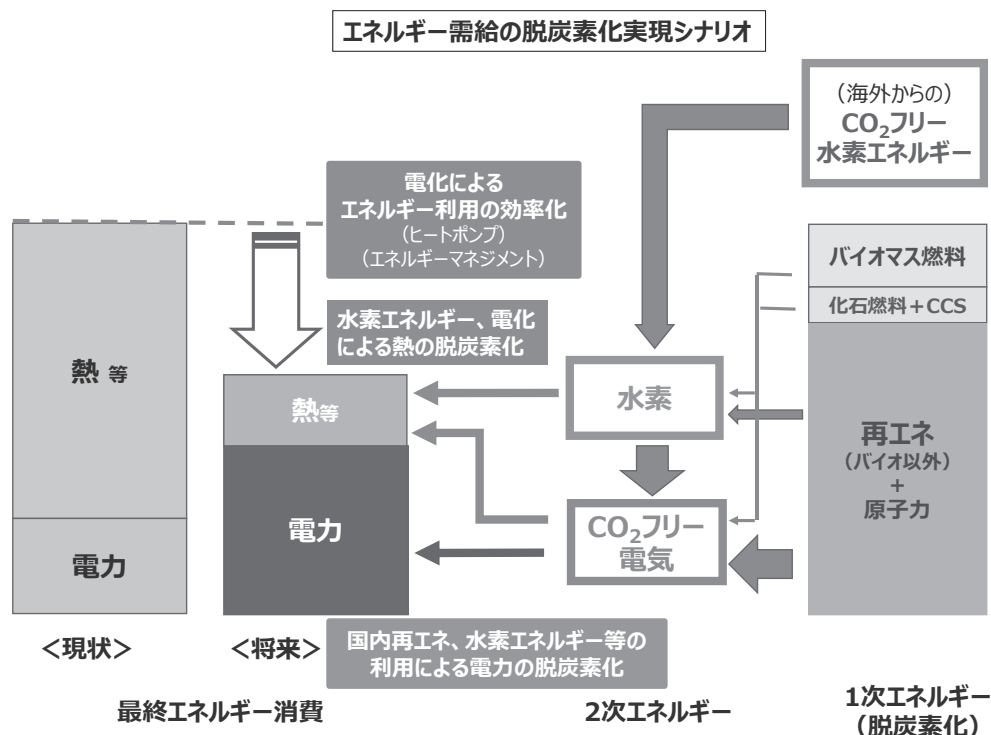 エネルギー需給の脱炭素化実現シナリオ
（海外からの）
CO₂フリー
水素エネルギー
電化による
エネルギー利用の効率化
（ヒートポンプ）
（エネルギーマネジメント）
バイオマス燃料
化石燃料＋CCS
水素エネルギー、電化
による熱の脱炭素化
熱 等
熱等
水素
再エネ
（バイオ以外）
+
原子力
電力
電力
CO₂フリー
電気
＜現状＞
＜将来＞
国内再エネ、水素エネルギー等の
利用による電力の脱炭素化
最終エネルギー消費
2次エネルギー
1次エネルギー
（脱炭素化）